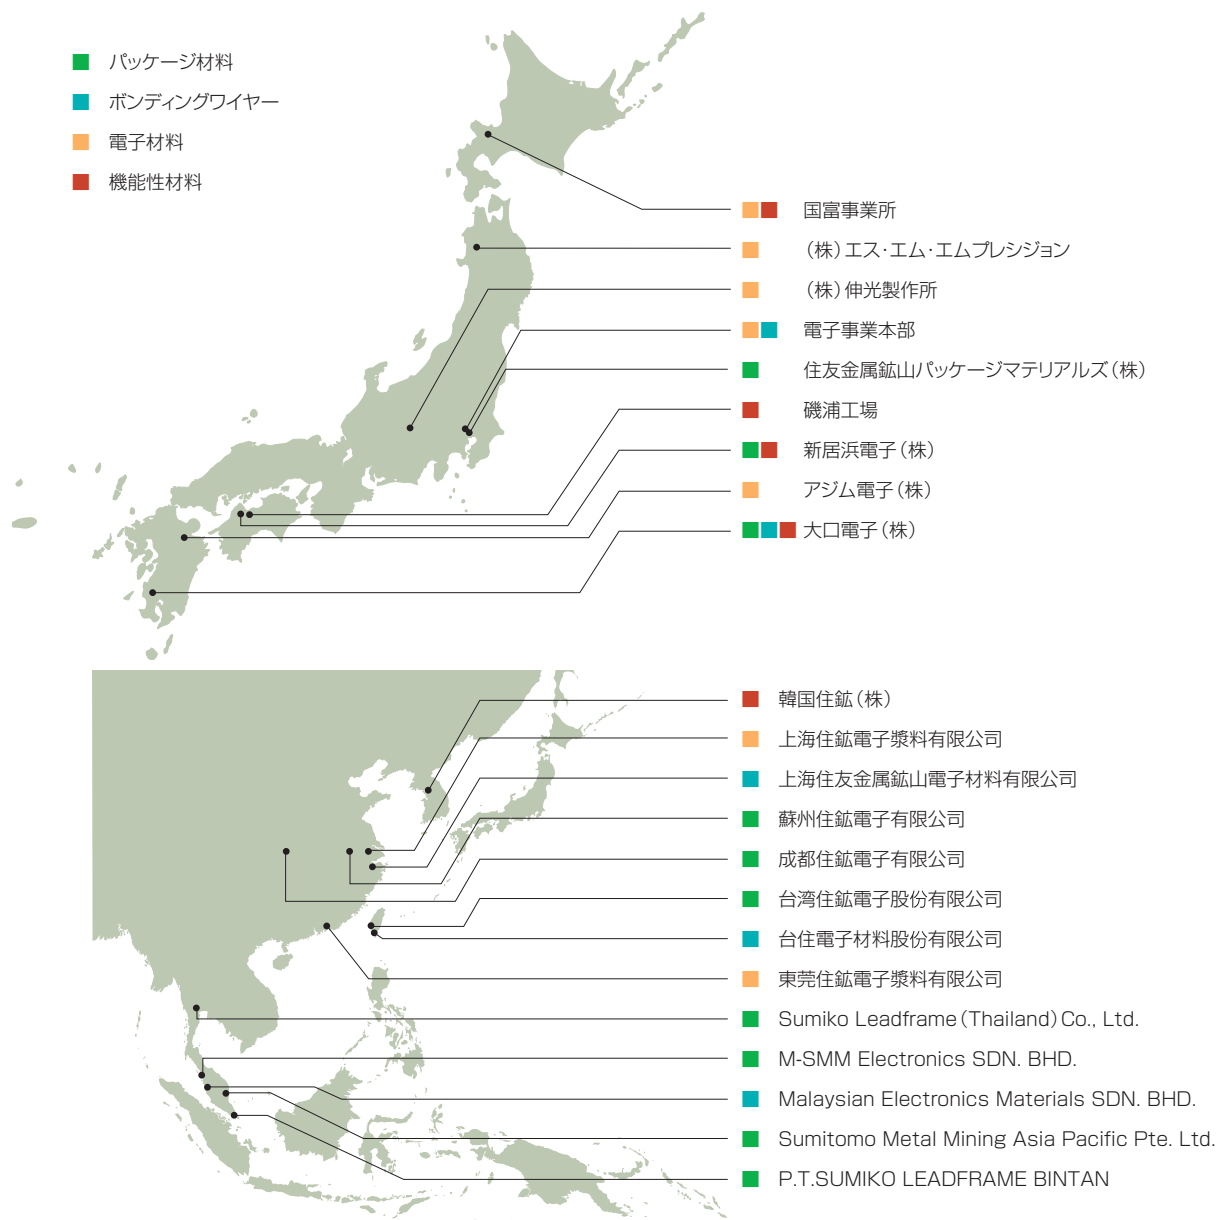 パッケージ材料
ボンディングワイヤー
電子材料
機能性材料
国富事業所
（株）エス・エム・エムプレシジョン
（株）伸光製作所
電子事業本部
住友金属鉱山パッケージマテリアルズ（株）
磯浦工場
新居浜電子（株）
アジム電子（株）
大口電子（株）
韓国住鉱（株）
上海住鉱電子漿料有限公司
上海住友金属鉱山電子材料有限公司
蘇州住鉱電子有限公司
成都住鉱電子有限公司
台湾住鉱電子股份有限公司
台住電子材料股份有限公司
東莞住鉱電子漿料有限公司
Sumiko Leadframe（Thailand）Co., Ltd.
M-SMM Electronics SDN. BHD.
Malaysian Electronics Materials SDN. BHD.
Sumitomo Metal Mining Asia Pacific Pte. Ltd.
P.T.SUMIKO LEADFRAME BINTAN